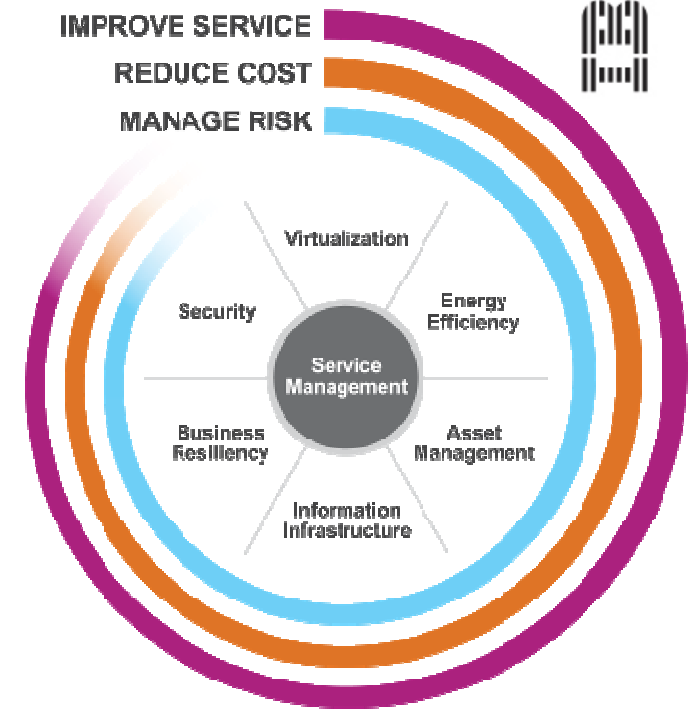 IMPROVE SERVICE
REDUCE COST
MANAGE RISK
Virtualization
Energy
Efficiency
Security
Service
Management
Business
Resiliency
Asset
Management
Information
Infrastructure